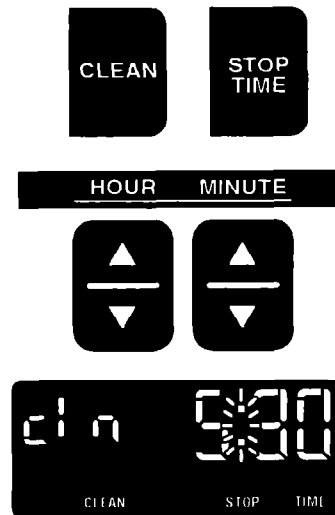 CLEAN STOP
TIME
HOUR MINUTE
cln 5:30
CLEAN STOP TIME